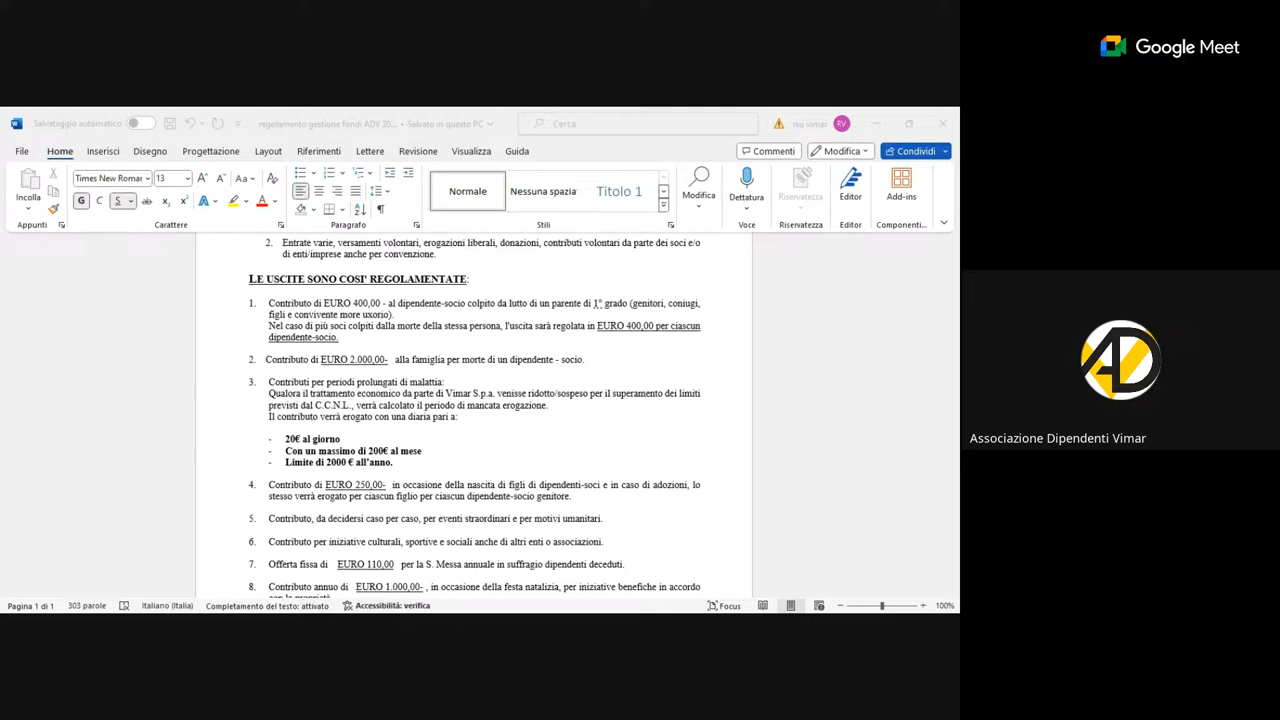 Google Meet
Salvataggio automatico
regolamento gestione fondi ADV 20... • Salvato in questo PC
Cerca
rsu vimar
RV
File Home Inserisci Disegno Progettazione Layout Riferimenti Lettere Revisione Visualizza Guida
Commenti
Modifica
Condividi
Incolla
Times New Roman
13
Aa
G C S ab x₂ x² A A
Normale
Nessuna spazia
Titolo 1
Modifica
Dettatura
Riservatezza
Editor
Add-ins
Appunti
Carattere
Paragrafo
Stili
Voce
Riservatezza
Editor
Componenti...
2. Entrate varie, versamenti volontari, erogazioni liberali, donazioni, contributi volontari da parte dei soci e/o
di enti/imprese anche per convenzione.
LE USCITE SONO COSI' REGOLAMENTATE:
1. Contributo di EURO 400,00 - al dipendente-socio colpito da lutto di un parente di 1° grado (genitori, coniugi,
figli e convivente more uxorio).
Nel caso di più soci colpiti dalla morte della stessa persona, l'uscita sarà regolata in EURO 400,00 per ciascun
dipendente-socio.
2. Contributo di EURO 2.000,00- alla famiglia per morte di un dipendente - socio.
3. Contributi per periodi prolungati di malattia:
Qualora il trattamento economico da parte di Vimar S.p.a. venisse ridotto/sospeso per il superamento dei limiti
previsti dal C.C.N.L., verrà calcolato il periodo di mancata erogazione.
Il contributo verrà erogato con una diaria pari a:
- 20€ al giorno
- Con un massimo di 200€ al mese
- Limite di 2000 € all'anno.
4. Contributo di EURO 250,00- in occasione della nascita di figli di dipendenti-soci e in caso di adozioni, lo
stesso verrà erogato per ciascun figlio per ciascun dipendente-socio genitore.
5. Contributo, da decidersi caso per caso, per eventi straordinari e per motivi umanitari.
6. Contributo per iniziative culturali, sportive e sociali anche di altri enti o associazioni.
7. Offerta fissa di EURO 110,00 per la S. Messa annuale in suffragio dipendenti deceduti.
8. Contributo annuo di EURO 1.000,00- , in occasione della festa natalizia, per iniziative benefiche in accordo
con la proprietà
Pagina 1 di 1
303 parole
Italiano (Italia)
Completamento del testo: attivato
Accessibilità: verifica
Focus
100%
AD
Associazione Dipendenti Vimar